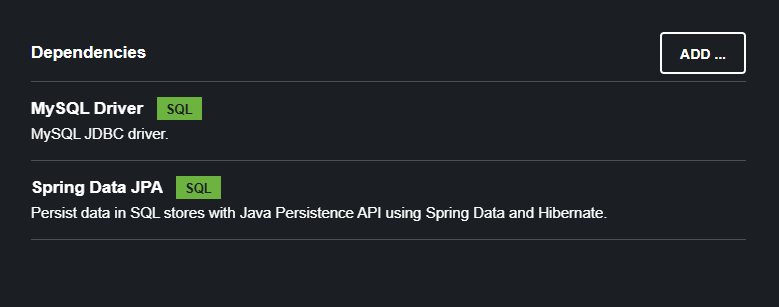 Dependencies
ADD ...
MySQL Driver SQL
MySQL JDBC driver.
Spring Data JPA SQL
Persist data in SQL stores with Java Persistence API using Spring Data and Hibernate.